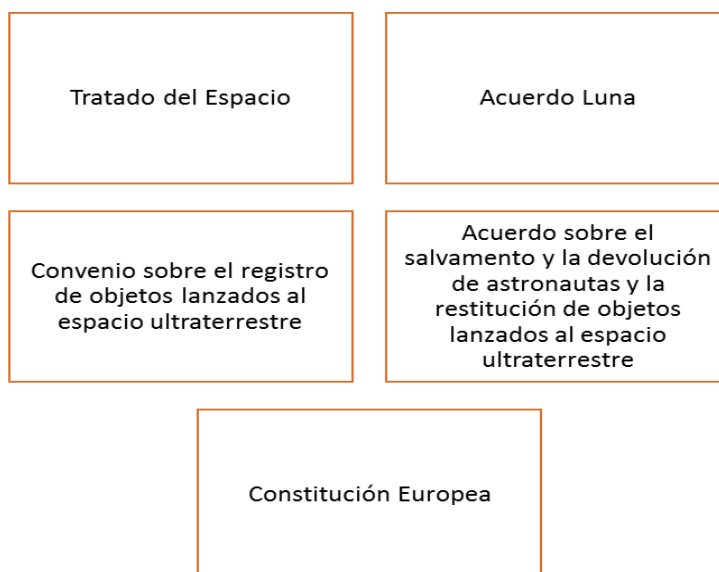 Tratado del Espacio
Acuerdo Luna
Convenio sobre el registro
de objetos lanzados al
espacio ultraterrestre
Acuerdo sobre el
salvamento y la devolución
de astronautas y la
restitución de objetos
lanzados al espacio
ultraterrestre
Constitución Europea